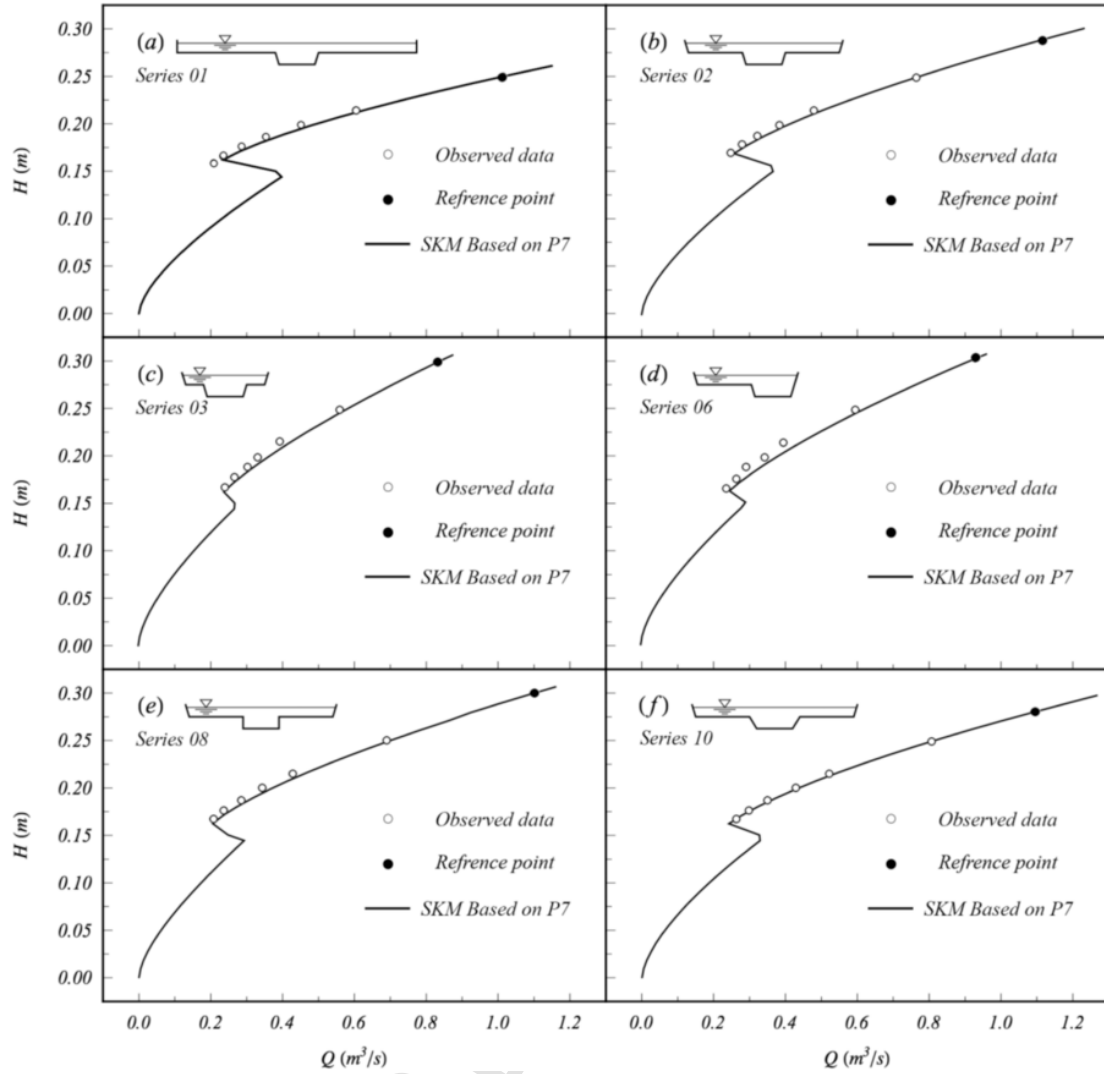 (a)
Series 01
Observed data
Refrence point
SKM Based on P7
(b)
Series 02
Observed data
Refrence point
SKM Based on P7
H (m)
0.30
0.25
0.20
0.15
0.10
0.05
0.00
(c)
Series 03
Observed data
Refrence point
SKM Based on P7
(d)
Series 06
Observed data
Refrence point
SKM Based on P7
H (m)
0.30
0.25
0.20
0.15
0.10
0.05
0.00
(e)
Series 08
Observed data
Refrence point
SKM Based on P7
(f)
Series 10
Observed data
Refrence point
SKM Based on P7
H (m)
0.30
0.25
0.20
0.15
0.10
0.05
0.00
0.0 0.2 0.4 0.6 0.8 1.0 1.2
0.0 0.2 0.4 0.6 0.8 1.0 1.2
Q (m³/s)
Q (m³/s)